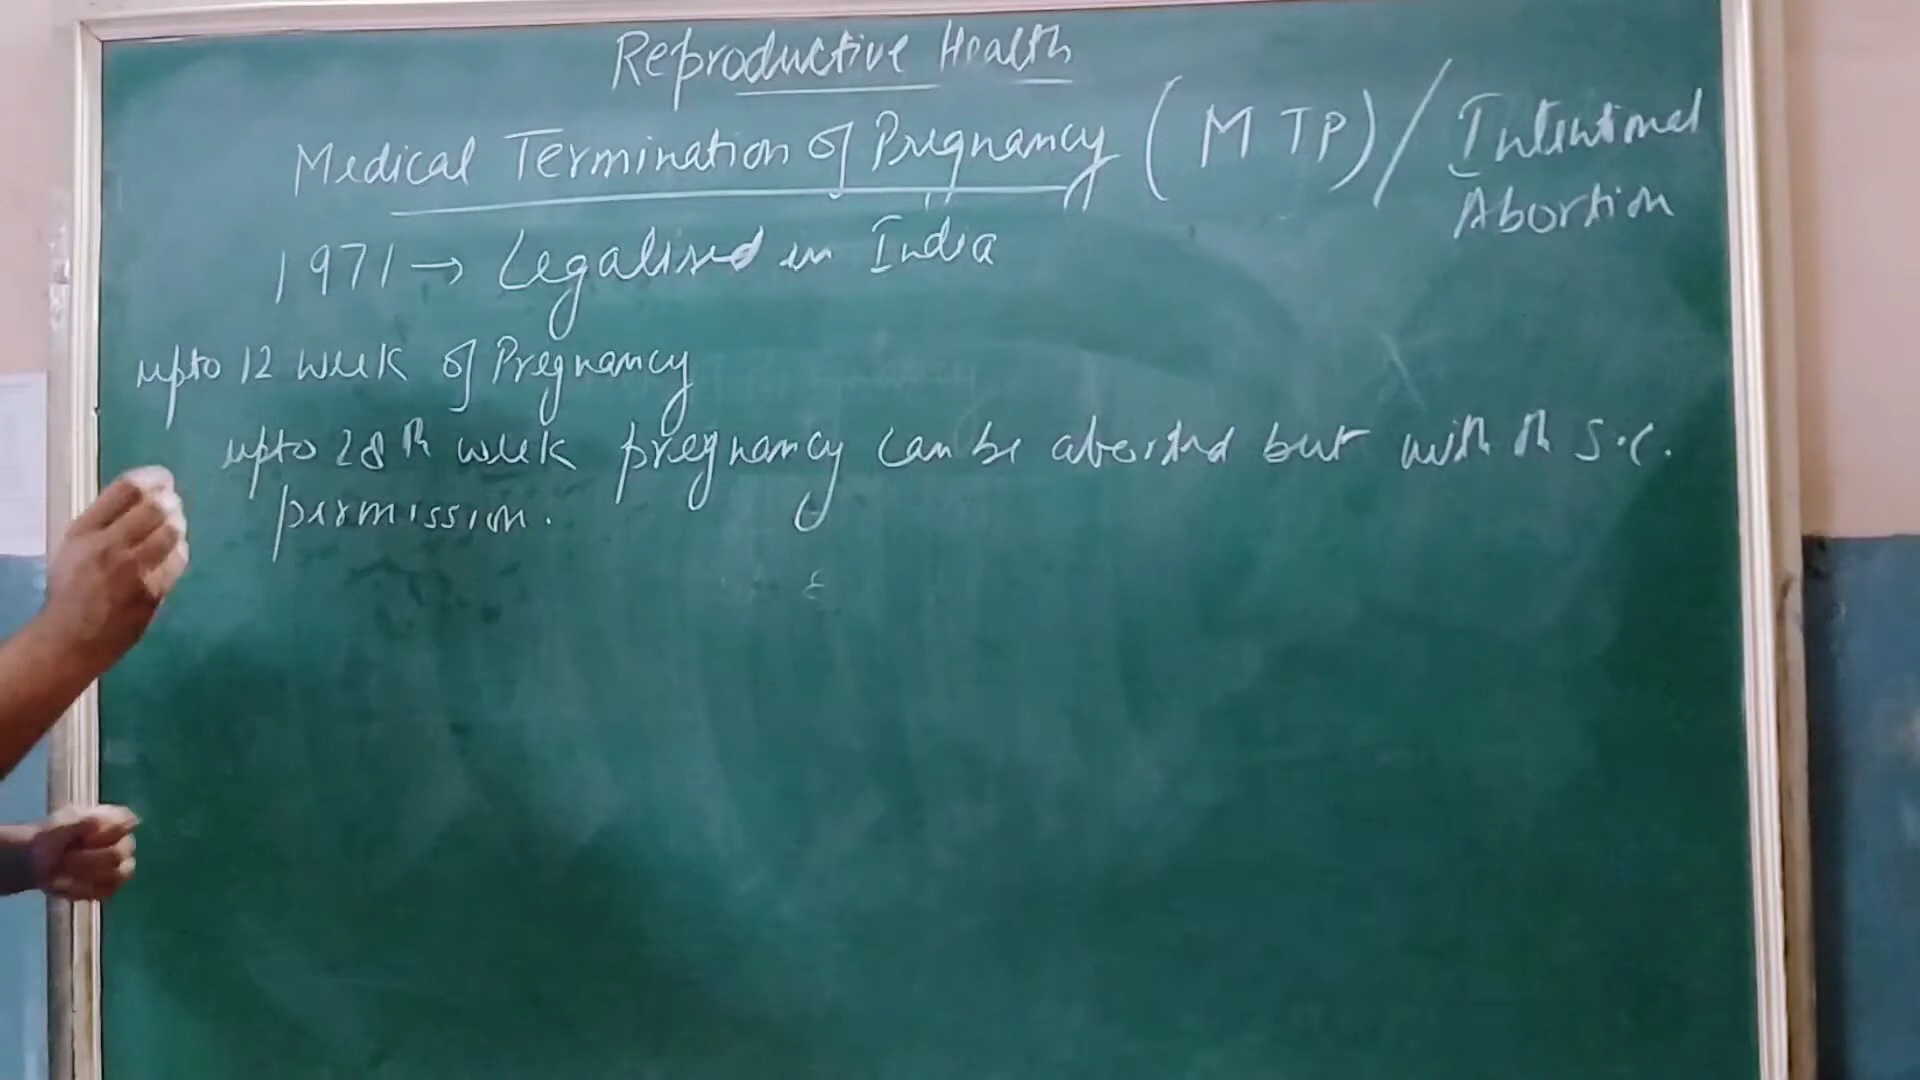 Reproductive Health
Medical Termination of Pregnancy (MTP) / Intentional Abortion
1971 → Legalised in India
upto 12 week of Pregnancy
upto 28th week pregnancy can be aborted but with th S.C.
permission.